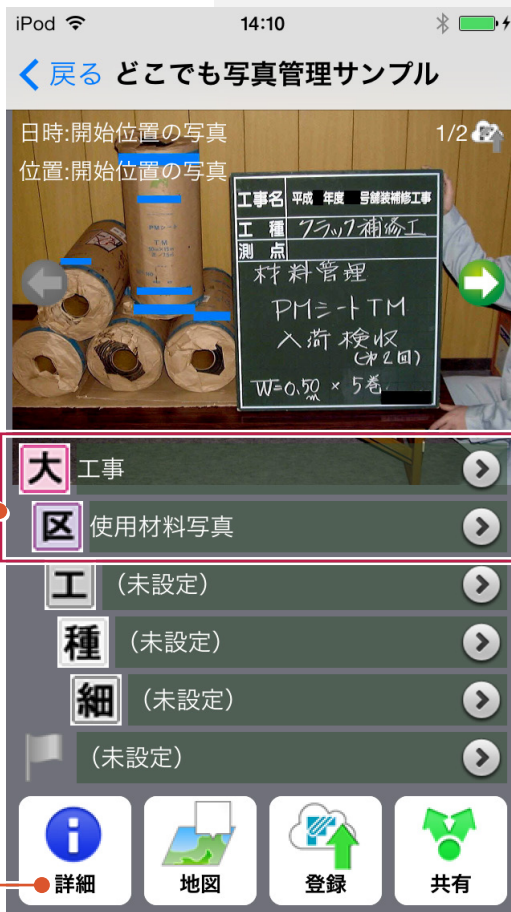 iPod 14:10
戻る どこでも写真管理サンプル
日時:開始位置の写真 1/2
位置:開始位置の写真
工事名 平成 年度 号舗装補修工事
工種 クラック補修工
測点
材料管理
PMシートTM
入荷検収
(第2回)
W=0.50m × 5巻
PMシート
TM
大 工事
区 使用材料写真
工 (未設定)
種 (未設定)
細 (未設定)
(未設定)
詳細 地図 登録 共有